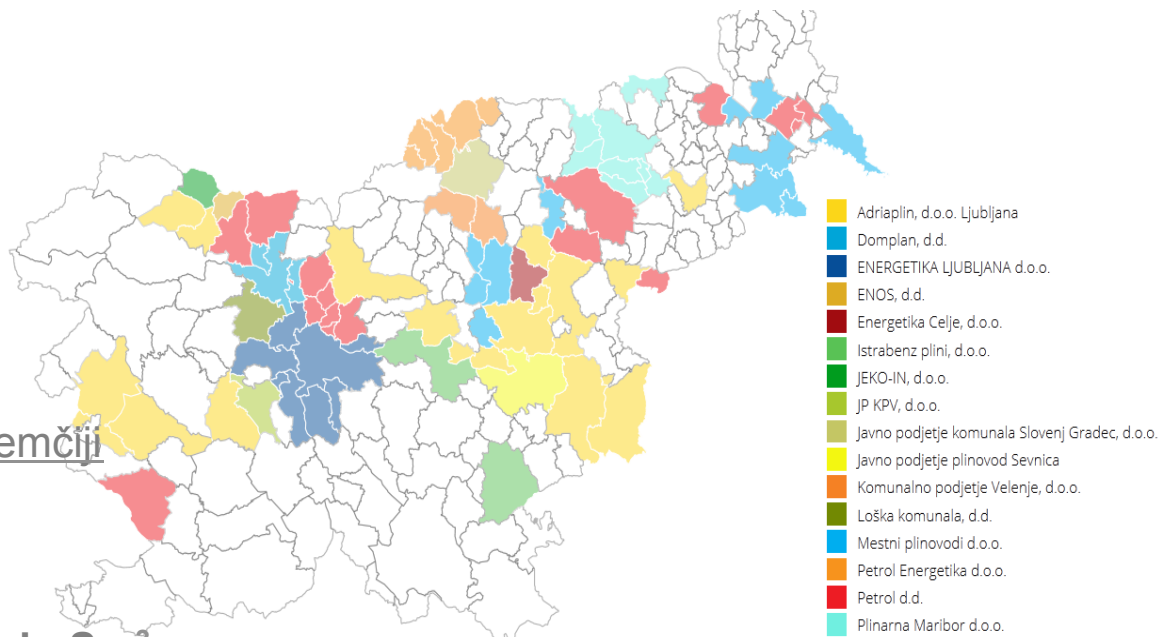 Adriaplin, d.o.o. Ljubljana
Domplan, d.d.
ENERGETIKA LJUBLJANA d.o.o.
ENOS, d.d.
Energetika Celje, d.o.o.
Istrabenz plini, d.o.o.
JEKO-IN, d.o.o.
JP KPV, d.o.o.
Javno podjetje komunala Slovenj Gradec, d.o.o.
emčiji
Javno podjetje plinovod Sevnica
Komunalno podjetje Velenje, d.o.o.
Loška komunala, d.d.
Mestni plinovodi d.o.o.
Petrol Energetika d.o.o.
Petrol d.d.
Plinarna Maribor d.o.o.